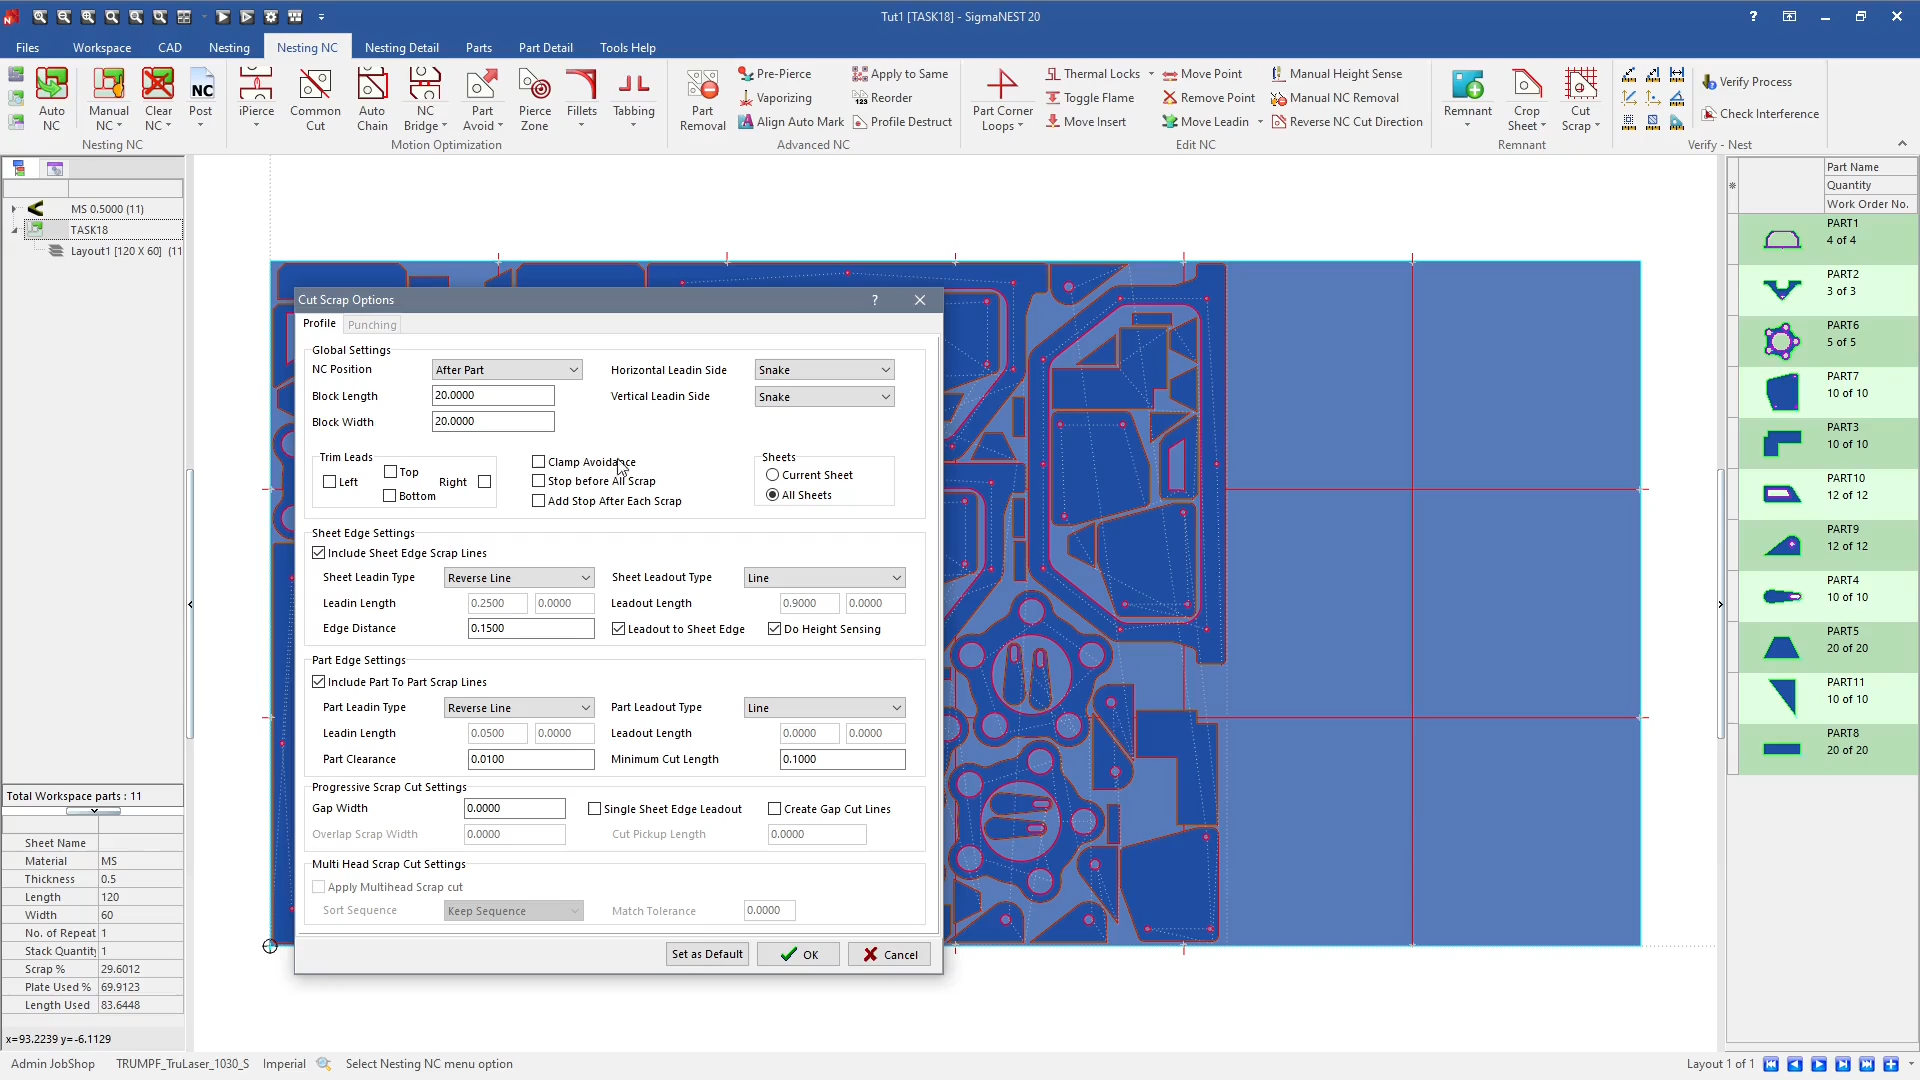 Tut1 [TASK18] - SigmaNEST 20
Files Workspace CAD Nesting Nesting NC Nesting Detail Parts Part Detail Tools Help
Auto NC
Manual NC
Clear NC
NC Post
Nesting NC
iPierce
Common Cut
Auto Chain
NC Bridge
Part Avoid
Pierce Zone
Fillets
Tabbing
Motion Optimization
Part Removal
Pre-Pierce
Vaporizing
Align Auto Mark
Apply to Same
123 Reorder
Profile Destruct
Advanced NC
Part Corner Loops
Thermal Locks
Toggle Flame
Move Insert
Move Point
Remove Point
Move Leadin
Manual Height Sense
Manual NC Removal
Reverse NC Cut Direction
Edit NC
Remnant
Crop Sheet
Cut Scrap
Remnant
Verify Process
Check Interference
Verify - Nest
MS 0.5000 (11)
TASK18
Layout1 [120 X 60] (11
Total Workspace parts : 11
Sheet Name
Material MS
Thickness 0.5
Length 120
Width 60
No. of Repeat 1
Stack Quantity 1
Scrap % 29.6012
Plate Used % 69.9123
Length Used 83.6448
x=93.2239 y=-6.1129
Cut Scrap Options ?
Profile Punching
Global Settings
NC Position After Part Horizontal Leadin Side Snake
Block Length 20.0000 Vertical Leadin Side Snake
Block Width 20.0000
Trim Leads
Left Top Right
Bottom
Clamp Avoidance
Stop before All Scrap
Add Stop After Each Scrap
Sheets
Current Sheet
All Sheets
Sheet Edge Settings
Include Sheet Edge Scrap Lines
Sheet Leadin Type Reverse Line Sheet Leadout Type Line
Leadin Length 0.2500 0.0000 Leadout Length 0.9000 0.0000
Edge Distance 0.1500 Leadout to Sheet Edge Do Height Sensing
Part Edge Settings
Include Part To Part Scrap Lines
Part Leadin Type Reverse Line Part Leadout Type Line
Leadin Length 0.0500 0.0000 Leadout Length 0.0000 0.0000
Part Clearance 0.0100 Minimum Cut Length 0.1000
Progressive Scrap Cut Settings
Gap Width 0.0000 Single Sheet Edge Leadout Create Gap Cut Lines
Overlap Scrap Width 0.0000 Cut Pickup Length 0.0000
Multi Head Scrap Cut Settings
Apply Multihead Scrap cut
Sort Sequence Keep Sequence Match Tolerance 0.0000
Set as Default OK Cancel
Part Name
Quantity
Work Order No.
PART1
4 of 4
PART2
3 of 3
PART6
5 of 5
PART7
10 of 10
PART3
10 of 10
PART10
12 of 12
PART9
12 of 12
PART4
10 of 10
PART5
20 of 20
PART11
10 of 10
PART8
20 of 20
Admin JobShop TRUMPF_TruLaser_1030_S Imperial Select Nesting NC menu option Layout 1 of 1